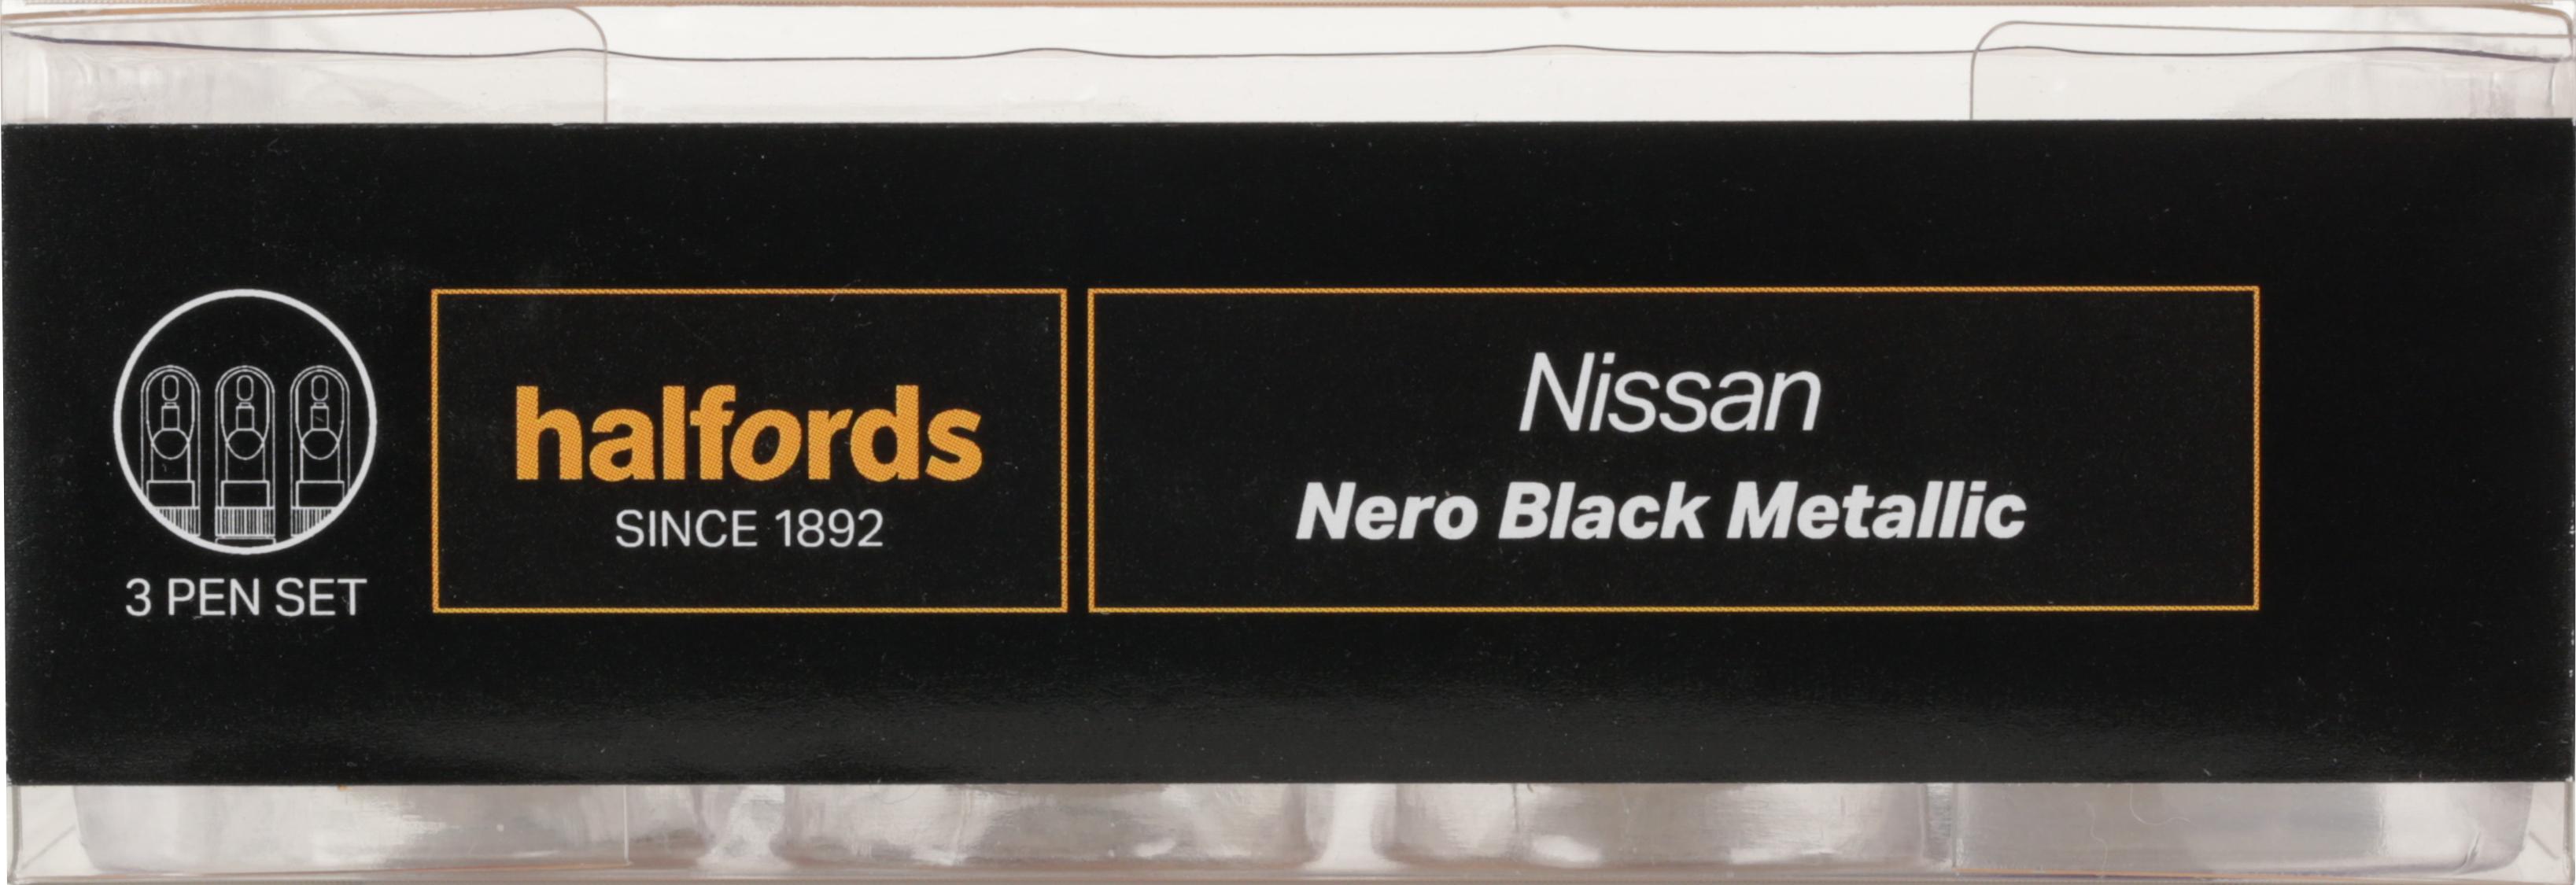 3 PEN SET
halfords
SINCE 1892
Nissan
Nero Black Metallic